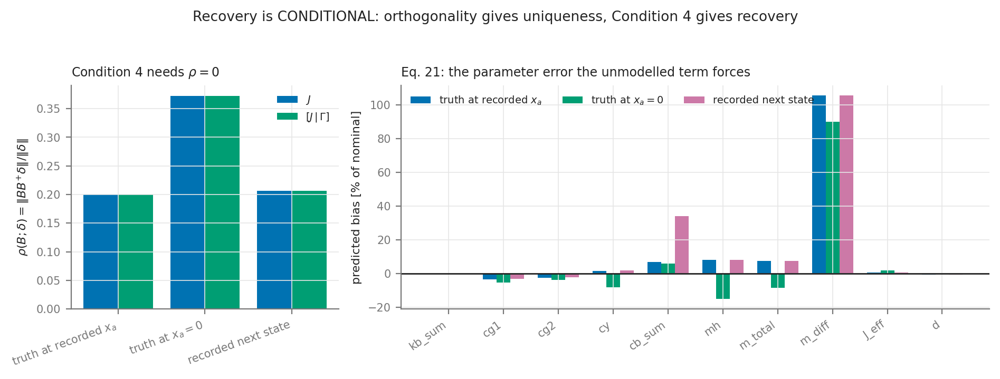 Recovery is CONDITIONAL: orthogonality gives uniqueness, Condition 4 gives recovery
Condition 4 needs ρ = 0
ρ(B; δ) = ‖BB⁺δ‖/‖δ‖
0.35
0.30
0.25
0.20
0.15
0.10
0.05
0.00
J
[J | Γ]
truth at recorded xₐ
truth at xₐ = 0
recorded next state
Eq. 21: the parameter error the unmodelled term forces
predicted bias [% of nominal]
100
80
60
40
20
0
−20
truth at recorded xₐ
truth at xₐ = 0
recorded next state
kb_sum
cg1
cg2
cy
cb_sum
mh
m_total
m_diff
J_eff
d